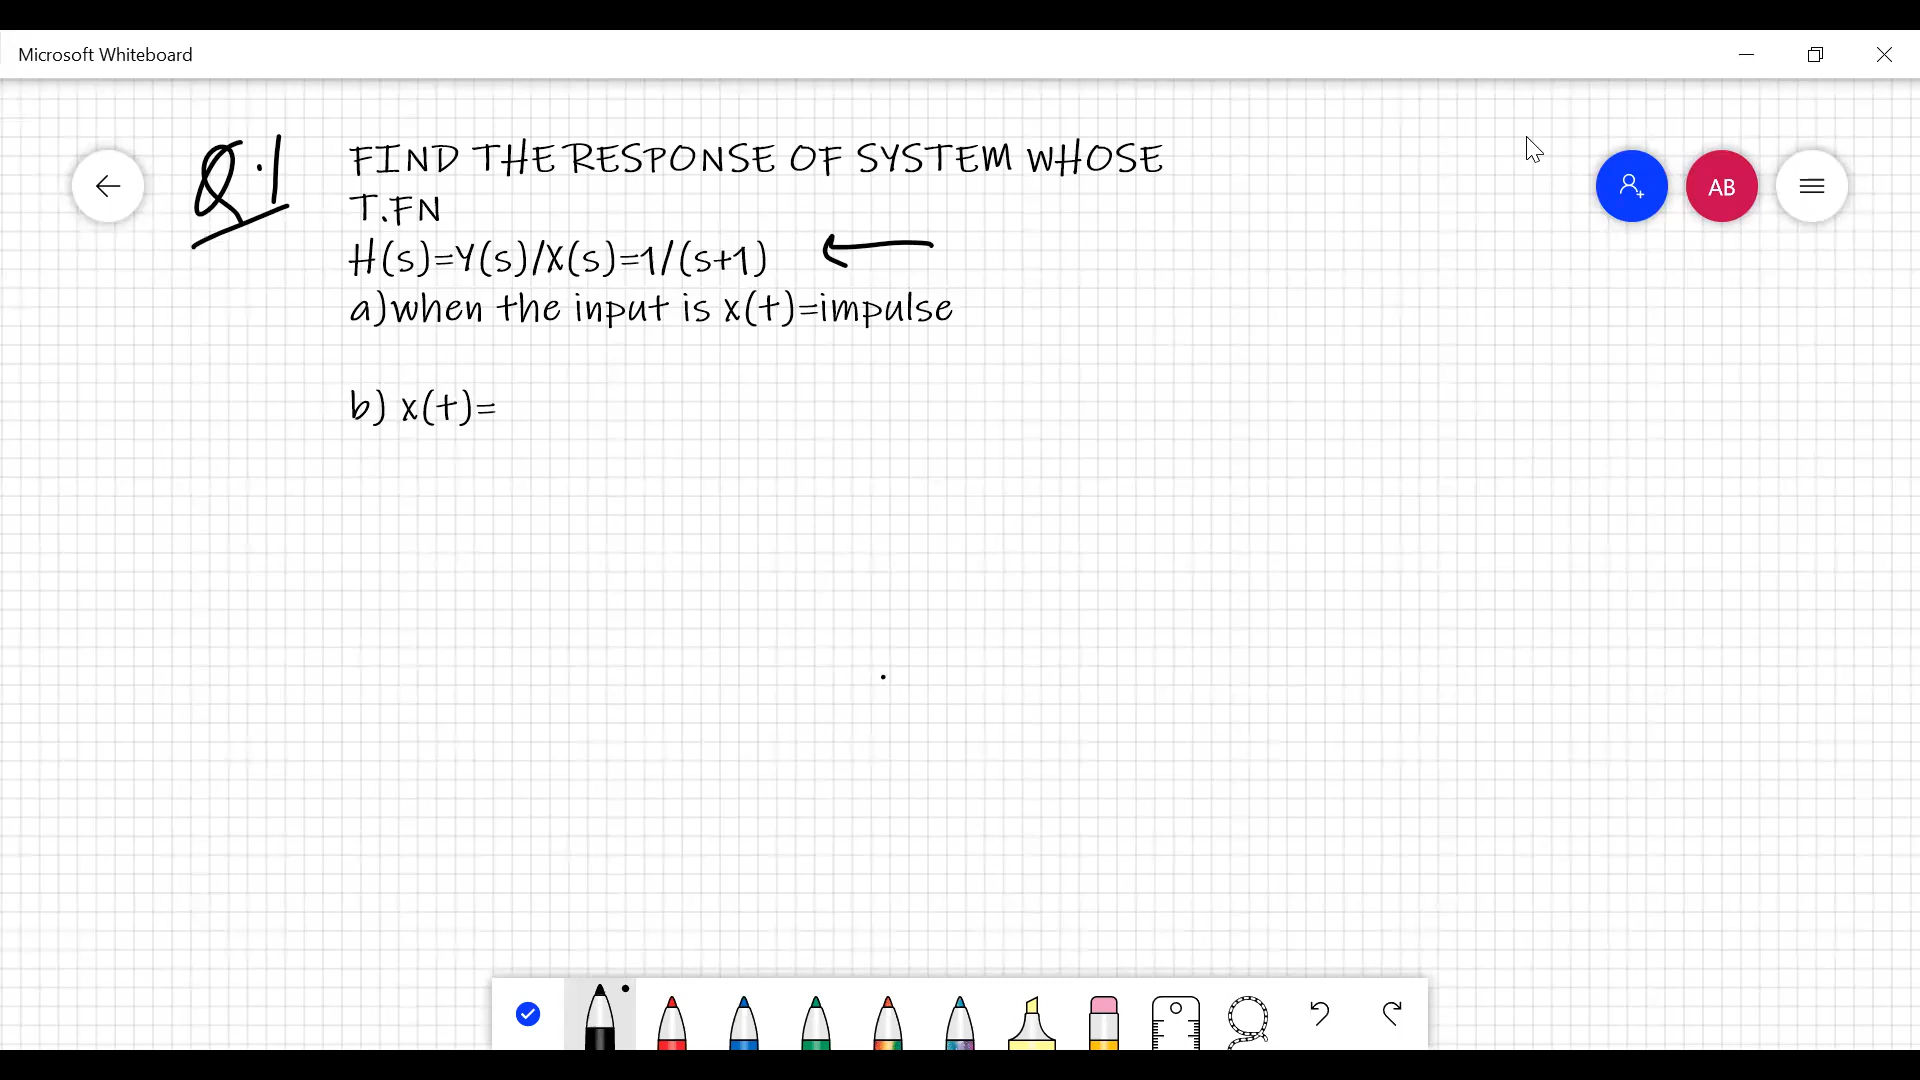 Microsoft Whiteboard
Q.1
FIND THE RESPONSE OF SYSTEM WHOSE
T.FN
H(s)=Y(s)/X(s)=1/(s+1)
a)when the input is x(t)=impulse
b) x(t)=
AB